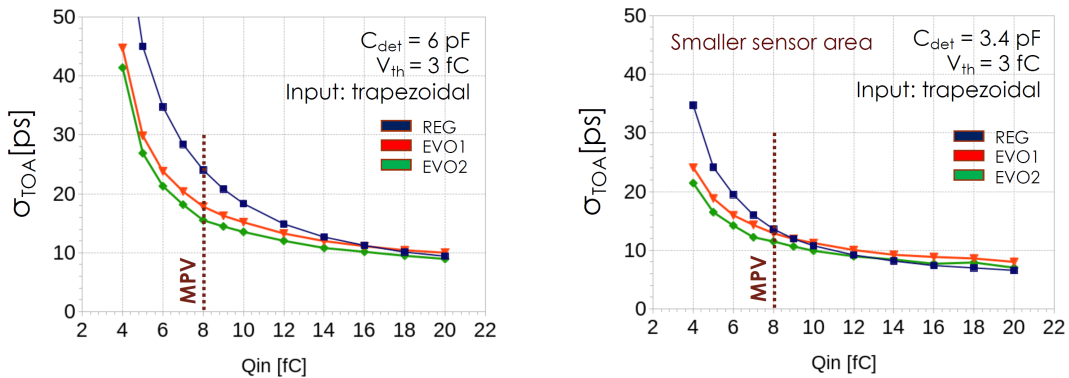 50
40
30
20
10
0
σTOA[ps]
Cdet = 6 pF
Vth = 3 fC
Input: trapezoidal
REG
EVO1
EVO2
MPV
2 4 6 8 10 12 14 16 18 20 22
Qin [fC]
50
40
30
20
10
0
σTOA[ps]
Smaller sensor area
Cdet = 3.4 pF
Vth = 3 fC
Input: trapezoidal
REG
EVO1
EVO2
MPV
2 4 6 8 10 12 14 16 18 20 22
Qin [fC]